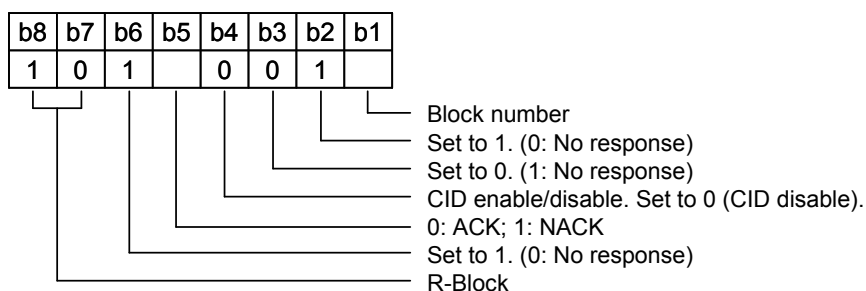 b8 b7 b6 b5 b4 b3 b2 b1
1 0 1 0 0 1
Block number
Set to 1. (0: No response)
Set to 0. (1: No response)
CID enable/disable. Set to 0 (CID disable).
0: ACK; 1: NACK
Set to 1. (0: No response)
R-Block